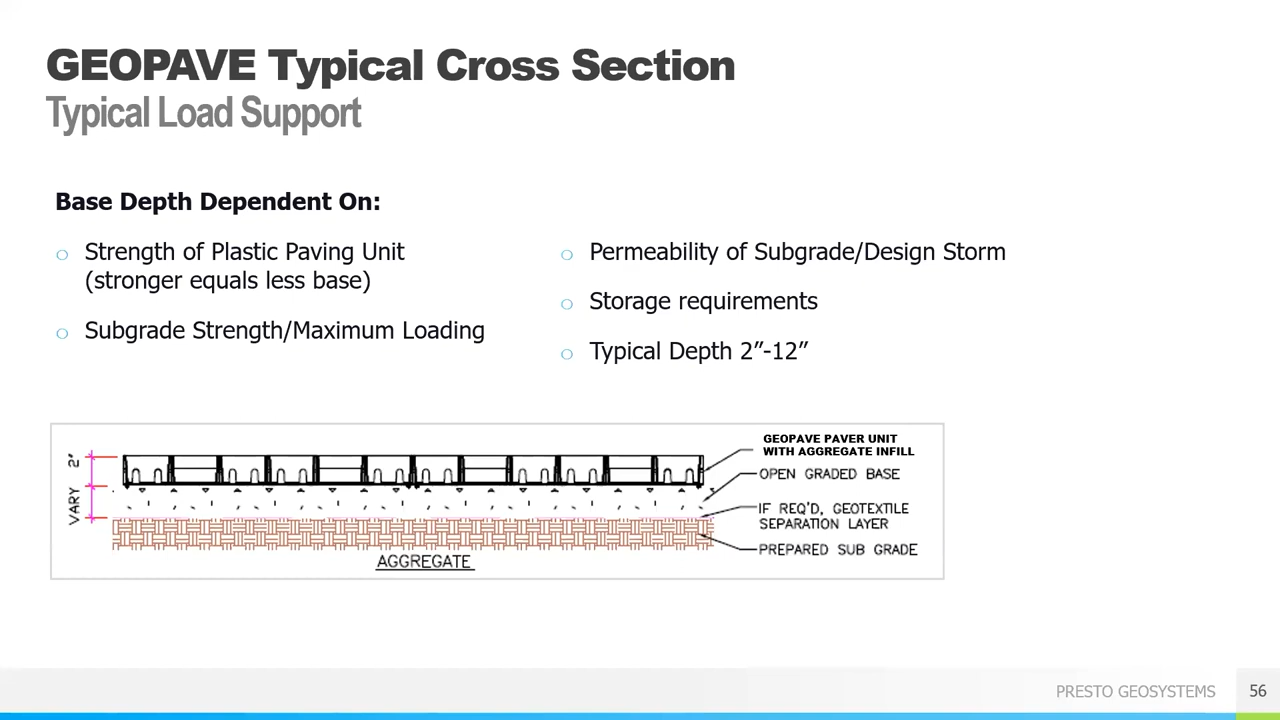 GEOPAVE Typical Cross Section
Typical Load Support
Base Depth Dependent On:
Strength of Plastic Paving Unit
(stronger equals less base)
Subgrade Strength/Maximum Loading
Permeability of Subgrade/Design Storm
Storage requirements
Typical Depth 2”-12”
2"
VARY
GEOPAVE PAVER UNIT
WITH AGGREGATE INFILL
OPEN GRADED BASE
IF REQ'D, GEOTEXTILE
SEPARATION LAYER
PREPARED SUB GRADE
AGGREGATE
PRESTO GEOSYSTEMS
56